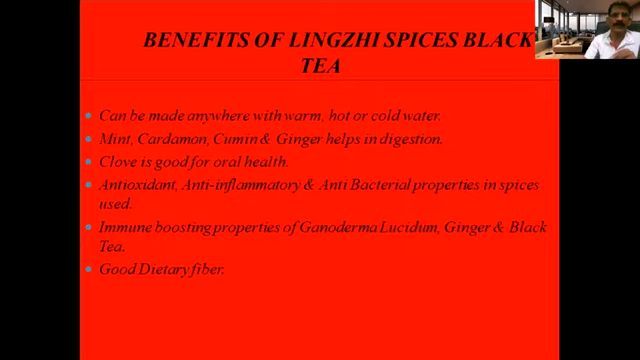 BENEFITS OF LINGZHI SPICES BLACK
TEA
Can be made anywhere with warm, hot or cold water.
Mint, Cardamon, Cumin & Ginger helps in digestion.
Clove is good for oral health.
Antioxidant, Anti-inflammatory & Anti Bacterial properties in spices
used.
Immune boosting properties of Ganoderma Lucidum, Ginger & Black
Tea.
Good Dietary fiber.